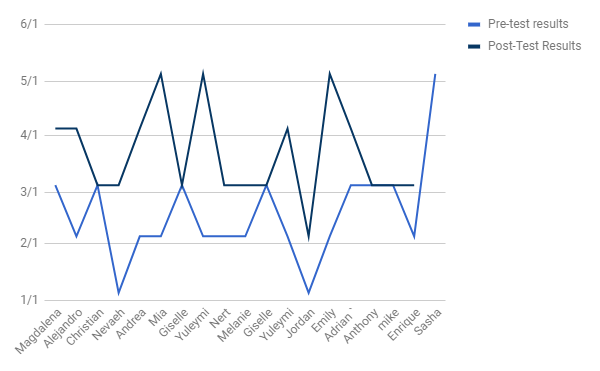 6/1
5/1
4/1
3/1
2/1
1/1
Magdalena
Alejandro
Christian
Nevaeh
Andrea
Mia
Giselle
Yuleymi
Nert
Melanie
Giselle
Yuleymi
Jordan
Emily
Adrian`
Anthony
mike
Enrique
Sasha
Pre-test results
Post-Test Results